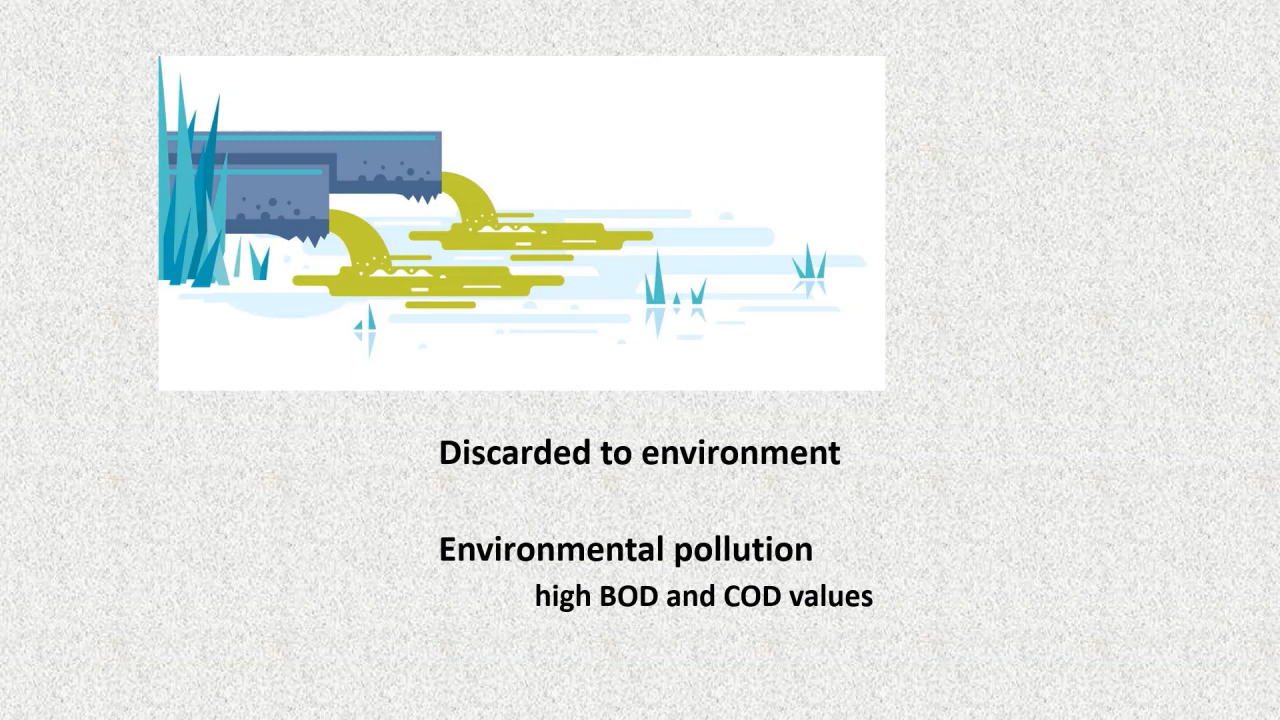 Discarded to environment
Environmental pollution
high BOD and COD values